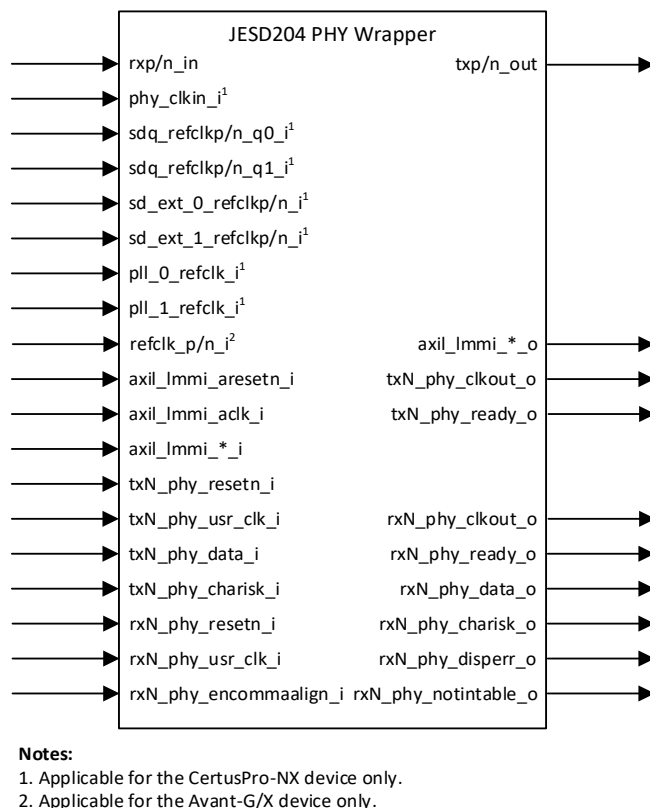 JESD204 PHY Wrapper
rxp/n_in txp/n_out
phy_clkin_i¹
sdq_refclkp/n_q0_i¹
sdq_refclkp/n_q1_i¹
sd_ext_0_refclkp/n_i¹
sd_ext_1_refclkp/n_i¹
pll_0_refclk_i¹
pll_1_refclk_i¹
refclk_p/n_i² axil_lmmi_*_o
axil_lmmi_aresetn_i txN_phy_clkout_o
axil_lmmi_aclk_i txN_phy_ready_o
axil_lmmi_*_i
txN_phy_resetn_i
txN_phy_usr_clk_i rxN_phy_clkout_o
txN_phy_data_i rxN_phy_ready_o
txN_phy_charisk_i rxN_phy_data_o
rxN_phy_resetn_i rxN_phy_charisk_o
rxN_phy_usr_clk_i rxN_phy_disperr_o
rxN_phy_encommaalign_i rxN_phy_notintable_o
Notes:
1. Applicable for the CertusPro-NX device only.
2. Applicable for the Avant-G/X device only.